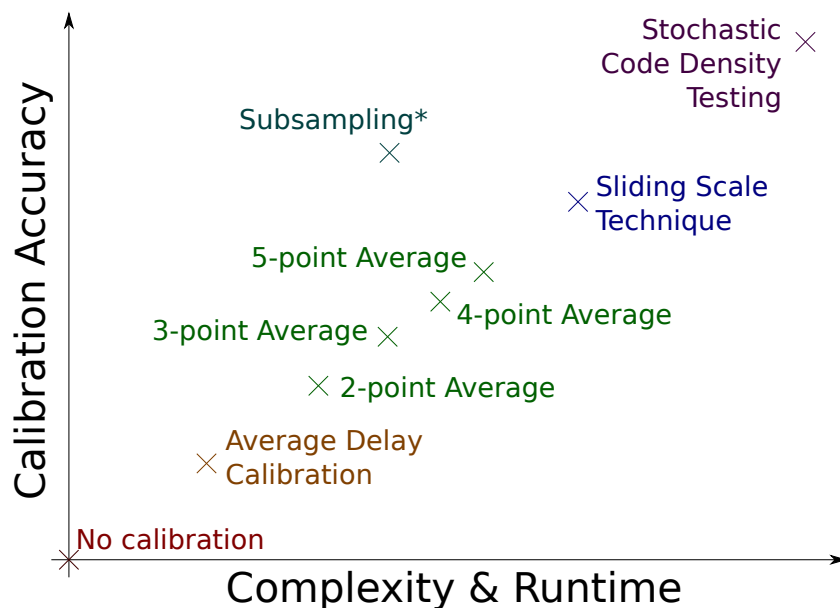 Stochastic
Code Density
Testing
Subsampling*
Sliding Scale
Technique
5-point Average
4-point Average
3-point Average
2-point Average
Average Delay
Calibration
No calibration
Calibration Accuracy
Complexity & Runtime